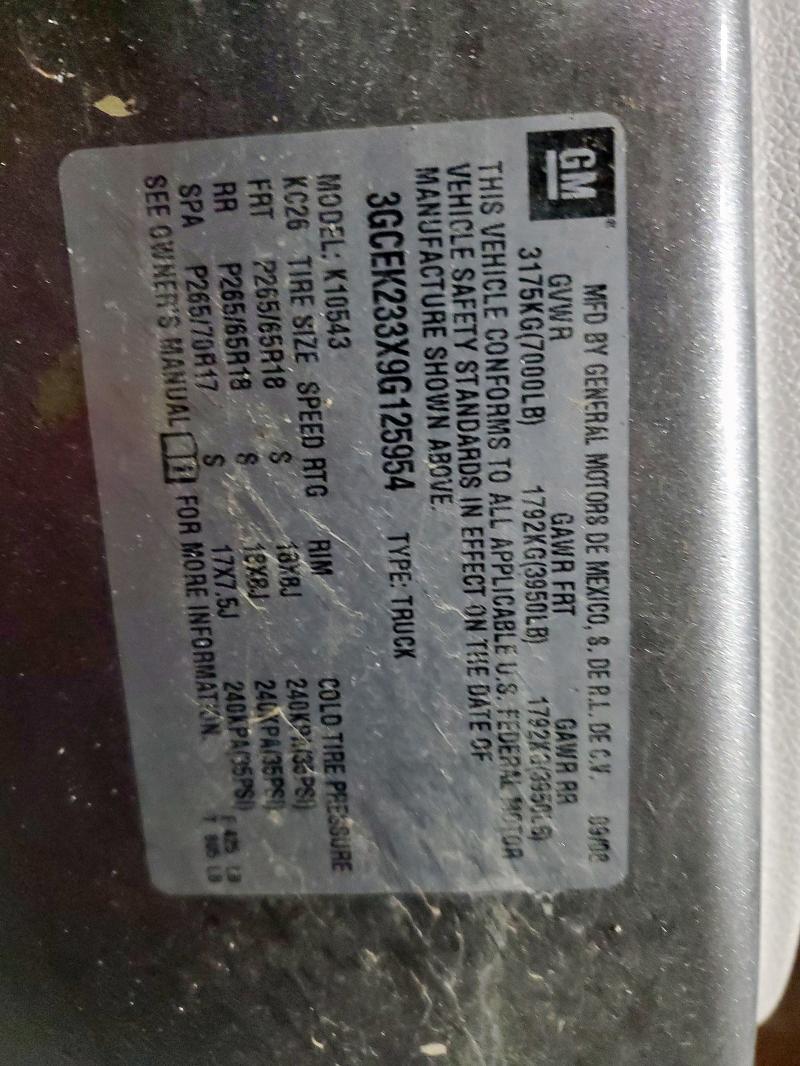 GM®
MFD BY GENERAL MOTORS DE MEXICO, S. DE R.L. DE C.V. 09/08
GVWR GAWR FRT GAWR RR
3175KG(7000LB) 1792KG(3950LB) 1792KG(3950LB)
THIS VEHICLE CONFORMS TO ALL APPLICABLE U.S. FEDERAL MOTOR
VEHICLE SAFETY STANDARDS IN EFFECT ON THE DATE OF
MANUFACTURE SHOWN ABOVE.
3GCEK233X9G125954 TYPE: TRUCK
MODEL: K10543
KC26 TIRE SIZE SPEED RTG RIM COLD TIRE PRESSURE
FRT P265/65R18 S 18X8J 240KPA(35PSI)
RR P265/65R18 S 18X8J 240KPA(35PSI)
SPA P265/70R17 S 17X7.5J 240KPA(35PSI)
SEE OWNER'S MANUAL FOR MORE INFORMATION.